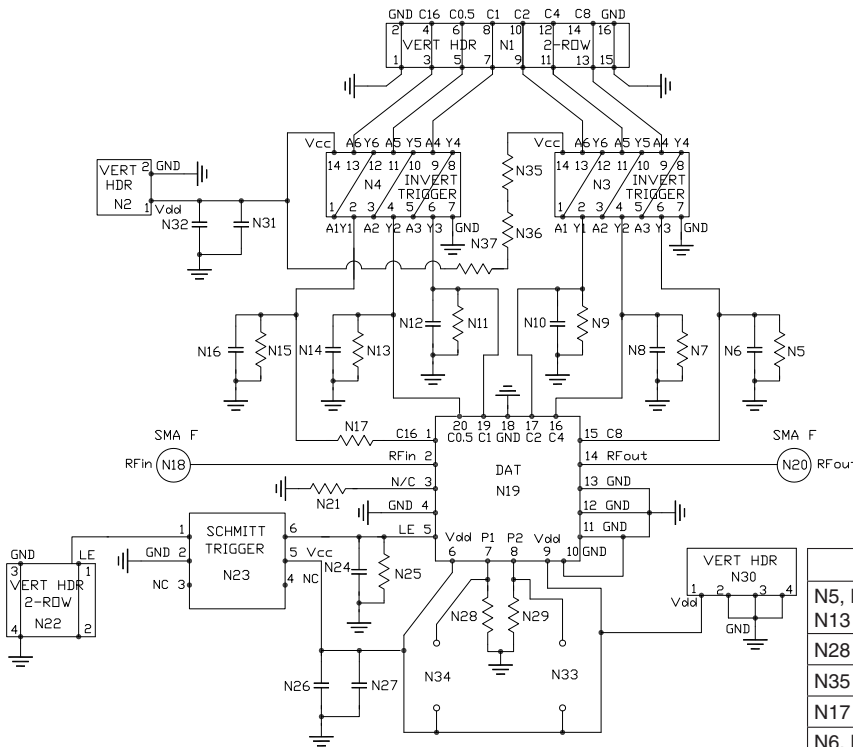 GND C16 C0.5 C1 C2 C4 C8 GND
2 4 6 8 10 12 14 16
VERT HDR N1 2-ROW
1 3 5 7 9 11 13 15
Vcc A6 Y6 A5 Y5 A4 Y4
14 13 12 11 10 9 8
N4 INVERT
TRIGGER
1 2 3 4 5 6 7
A1 Y1 A2 Y2 A3 Y3 GND
Vcc A6 Y6 A5 Y5 A4 Y4
14 13 12 11 10 9 8
N3 INVERT
TRIGGER
1 2 3 4 5 6 7
A1 Y1 A2 Y2 A3 Y3 GND
VERT 2 GND
HDR
N2 1 Vdd
N32 N31
N35
N36
N37
N16 N15 N14 N13 N12 N11 N10 N9 N8 N7 N6 N5
20 19 18 17 16
C0.5 C1 GND C2 C4
N17 C16 1
15 C8
SMA F
RFin N18 RFin 2
14 RFout
SMA F
N20 RFout
DAT
N19
N21 N/C 3
13 GND
GND 4
12 GND
LE 5
11 GND
Vdd P1 P2 Vdd
6 7 8 9 10 GND
1 SCHMITT 6
TRIGGER
GND 2 5 Vcc
N23
NC 3 4 NC
N24 N25
GND LE
3 1
VERT HDR
2-ROW
N22
4 2
N26 N27
N28 N29
N34 N33
VERT HDR
N30
1 2 3 4
Vdd
GND
N5,
N13
N28
N35
N17
N6,